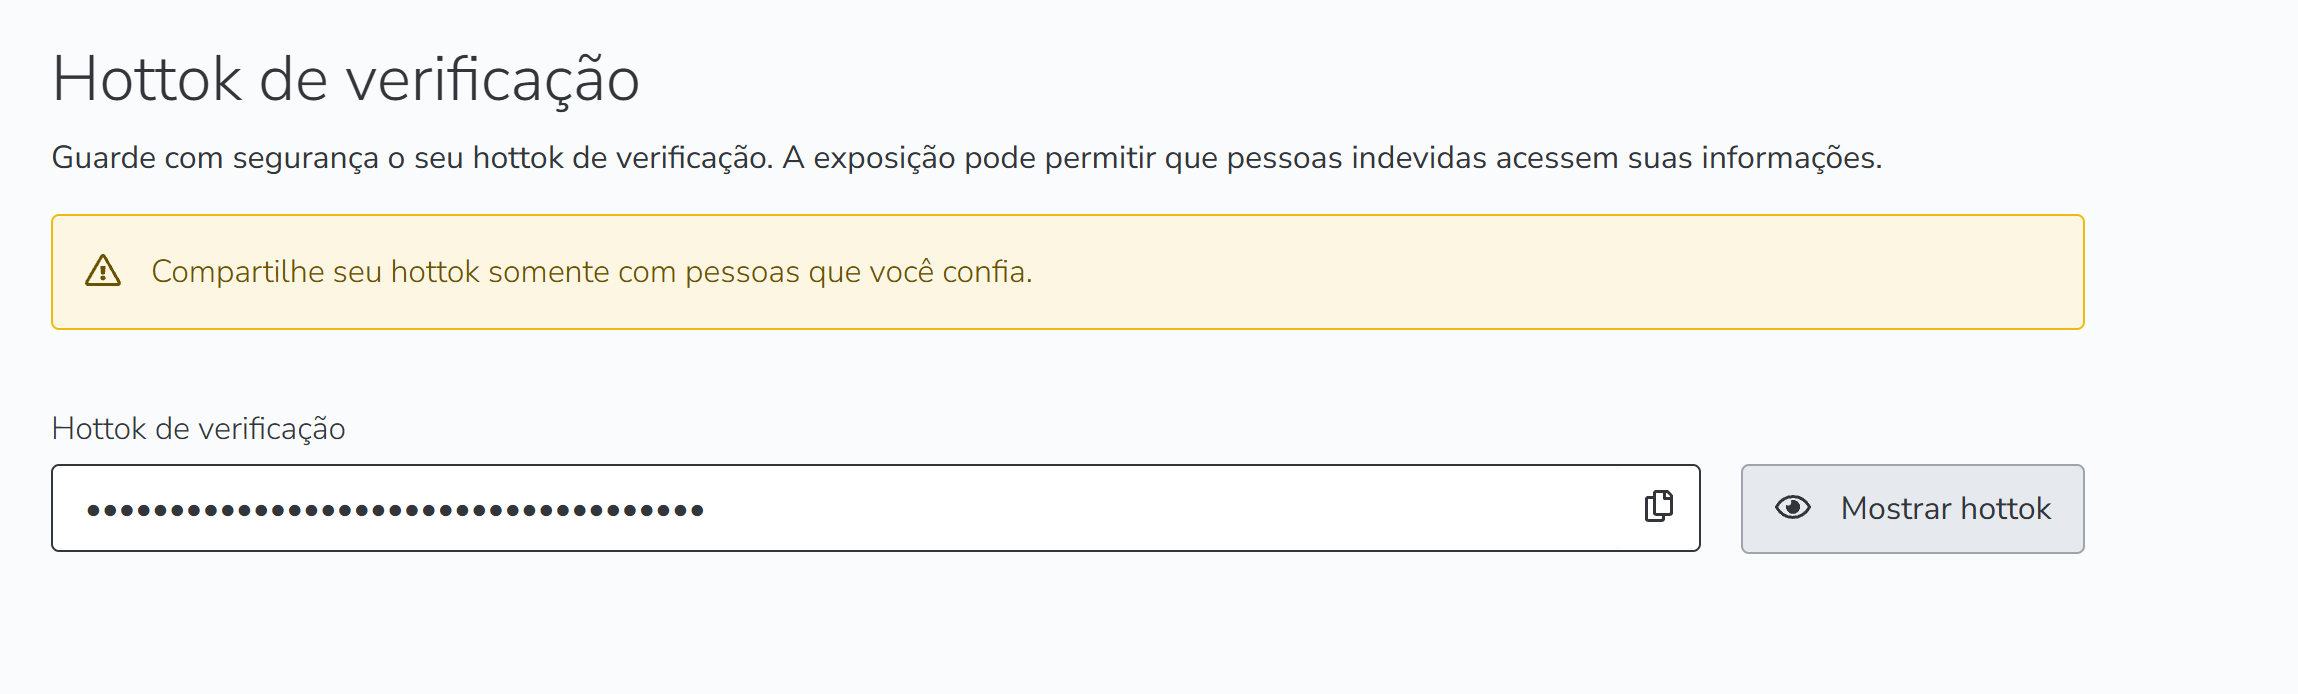 Hottok de verificação
Guarde com segurança o seu hottok de verificação. A exposição pode permitir que pessoas indevidas acessem suas informações.
Compartilhe seu hottok somente com pessoas que você confia.
Hottok de verificação
•••••••••••••••••••••••••••••••••••••
Mostrar hottok